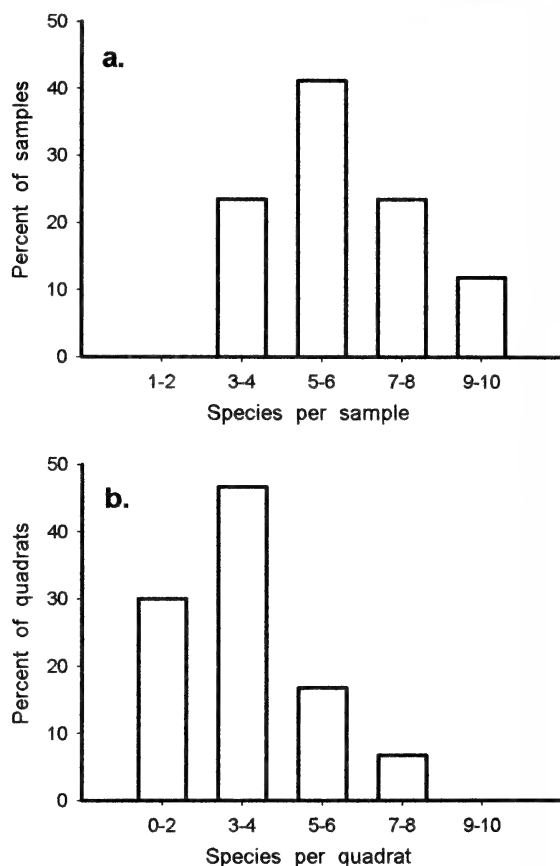 a.
Percent of samples
50
40
30
20
10
0
1-2 3-4 5-6 7-8 9-10
Species per sample
b.
Percent of quadrats
50
40
30
20
10
0
0-2 3-4 5-6 7-8 9-10
Species per quadrat